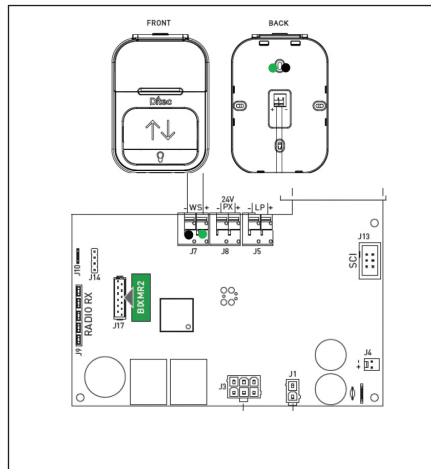 FRONT
BACK
Ditec
+ -
24V
- WS + - PX + - LP +
J7
J8
J5
J13
SCI
J10
J14
J17
BIXMR2
J9
RADIO RX
J4
- +
J3
J1